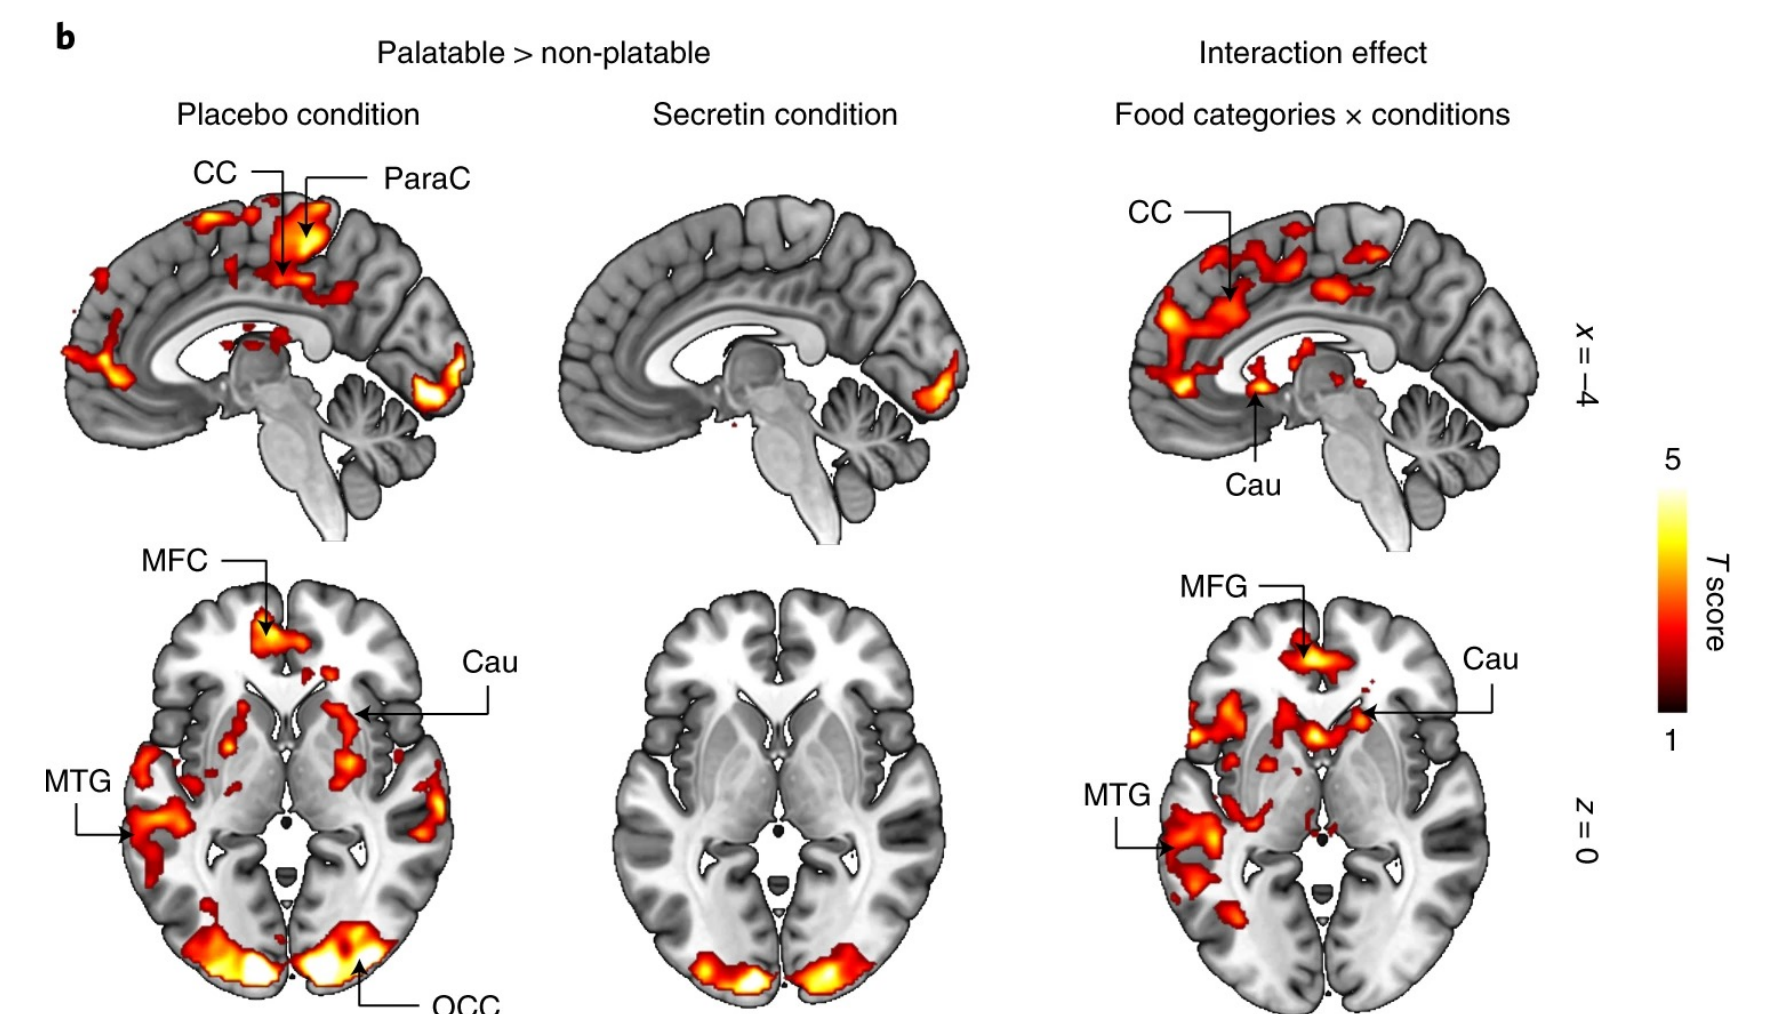 b
Palatable > non-platable
Interaction effect
Placebo condition
Secretin condition
Food categories × conditions
CC
ParaC
CC
Cau
x = –4
MFC
Cau
MTG
OCC
MFG
Cau
MTG
z = 0
5
T score
1